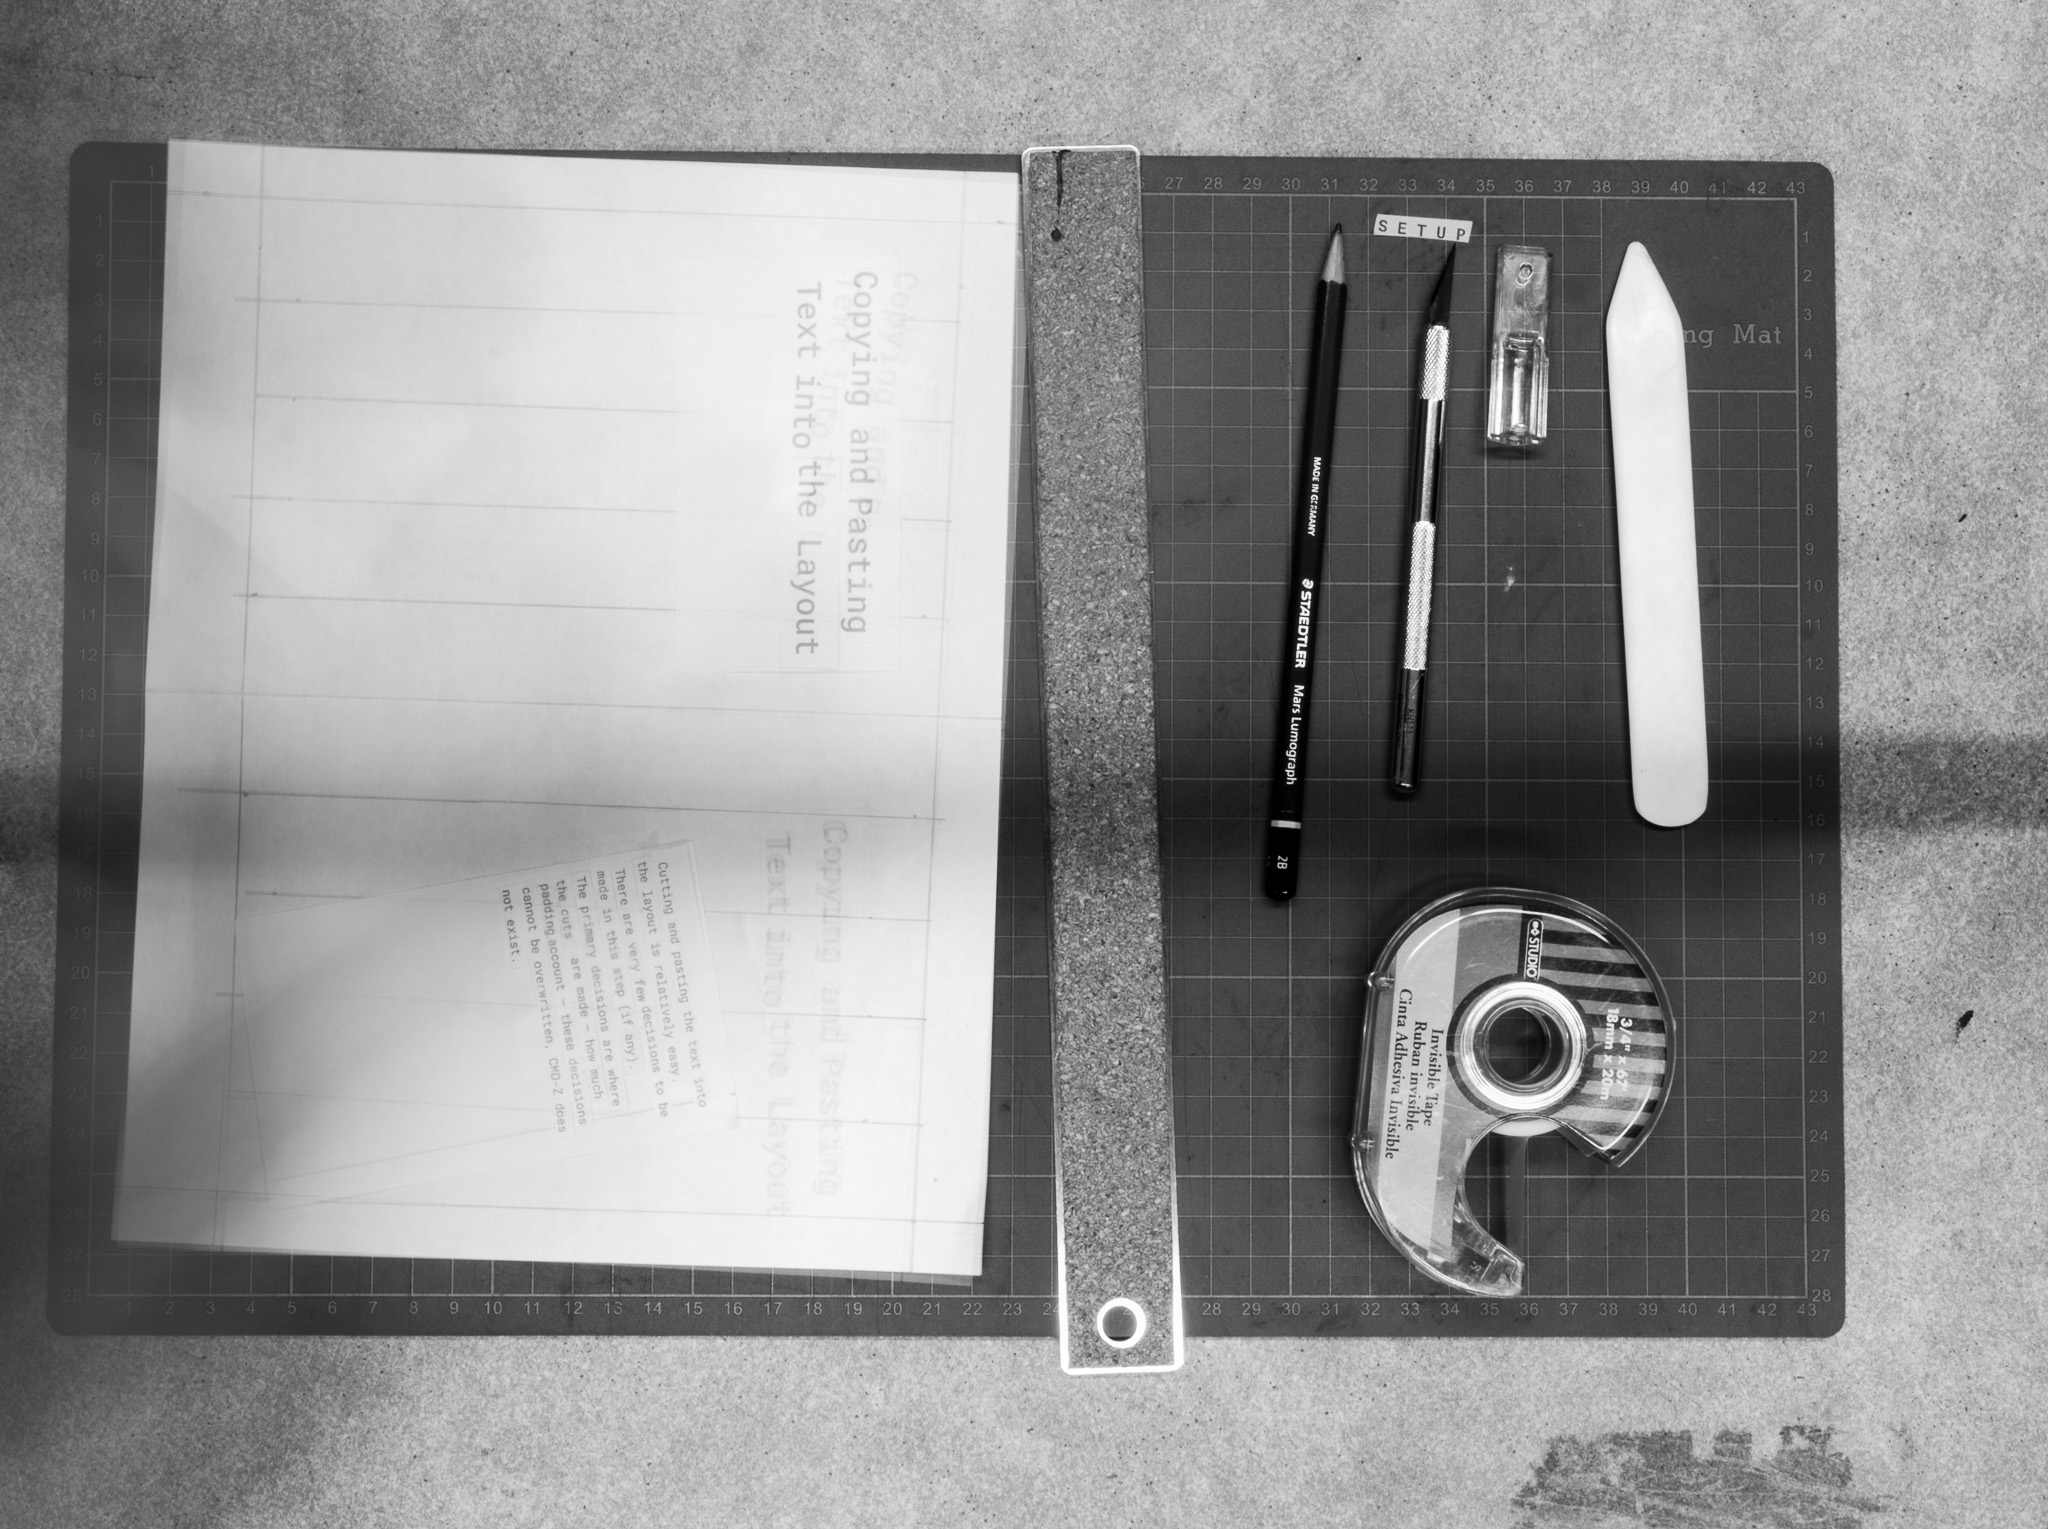 Copying and Pasting
Text into the Layout
Copying and Pasting
Text into the Layout
Cutting and pasting the text into
the layout is relatively easy.
There are very few decisions to be
made in this step (if any).
The primary decisions are where
the cuts are made — how much
padding account — these decisions
cannot be overwritten, CMD-Z does
not exist.
SETUP
MADE IN GERMANY
STAEDTLER Mars Lumograph
2B
ng Mat
STUDIO
3/4" x 67'
18mm x 20m
Invisible Tape
Ruban invisible
Cinta Adhesiva Invisible
27 28 29 30 31 32 33 34 35 36 37 38 39 40 41 42 43
1
2
3
4
5
6
7
8
9
10
11
12
13
14
15
16
17
18
19
20
21
22
23
24
25
26
27
28
1 2 3 4 5 6 7 8 9 10 11 12 13 14 15 16 17 18 19 20 21 22 23 28 30 31 32 33 34 35 36 37 38 39 40 41 42 43